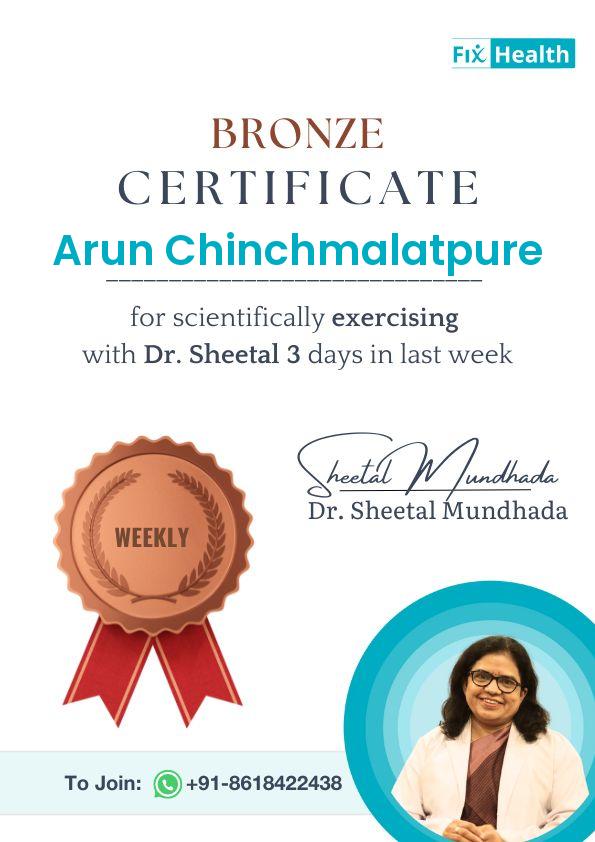 Fix Health
BRONZE
CERTIFICATE
Arun Chinchmalatpure
for scientifically exercising
with Dr. Sheetal 3 days in last week
WEEKLY
Sheetal Mundhada
Dr. Sheetal Mundhada
To Join: +91-8618422438